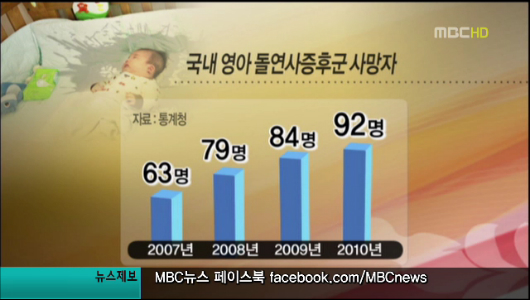 MBC HD
국내 영아 돌연사증후군 사망자
자료 : 통계청
63명
79명
84명
92명
2007년 2008년 2009년 2010년
뉴스제보 MBC뉴스 페이스북 facebook.com/MBCnews